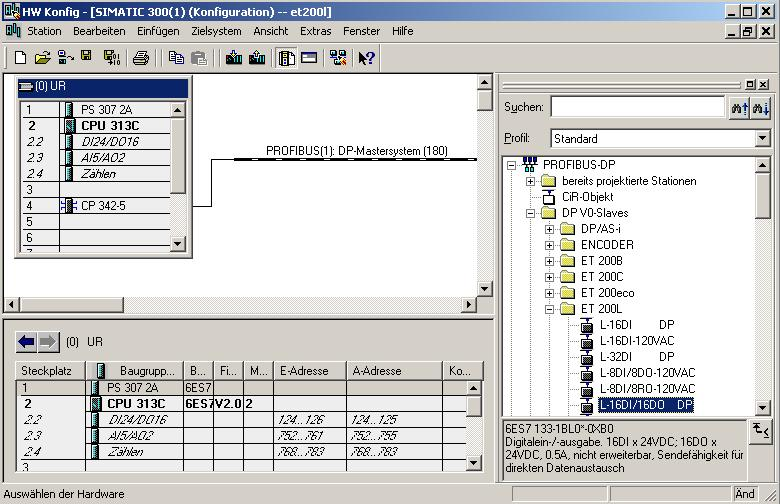 HW Konfig - [SIMATIC 300(1) (Konfiguration) -- et200l]
Station Bearbeiten Einfügen Zielsystem Ansicht Extras Fenster Hilfe
(0) UR
1 PS 307 2A
2 CPU 313C
2.2 DI24/DO16
2.3 AI5/AO2
2.4 Zählen
3
4 CP 342-5
5
6
7
PROFIBUS(1): DP-Mastersystem (180)
Suchen:
Profil: Standard
PROFIBUS-DP
bereits projektierte Stationen
CiR-Objekt
DP V0-Slaves
DP/AS-i
ENCODER
ET 200B
ET 200C
ET 200eco
ET 200L
L-16DI DP
L-16DI-120VAC
L-32DI DP
L-8DI/8DO-120VAC
L-8DI/8RO-120VAC
L-16DI/16DO DP
6ES7 133-1BL0*-0XB0
Digitalein-/-ausgabe. 16DI x 24VDC; 16DO x
24VDC, 0.5A, nicht erweiterbar, Sendefähigkeit für
direkten Datenaustausch
(0) UR
Steckplatz Baugrupp... B... Fi... M... E-Adresse A-Adresse Ko...
1 PS 307 2A 6ES7
2 CPU 313C 6ES7 V2.0 2
2.2 DI24/DO16 124...126 124...125
2.3 AI5/AO2 752...761 752...755
2.4 Zählen 768...783 768...783
3
Auswählen der Hardware
Änd